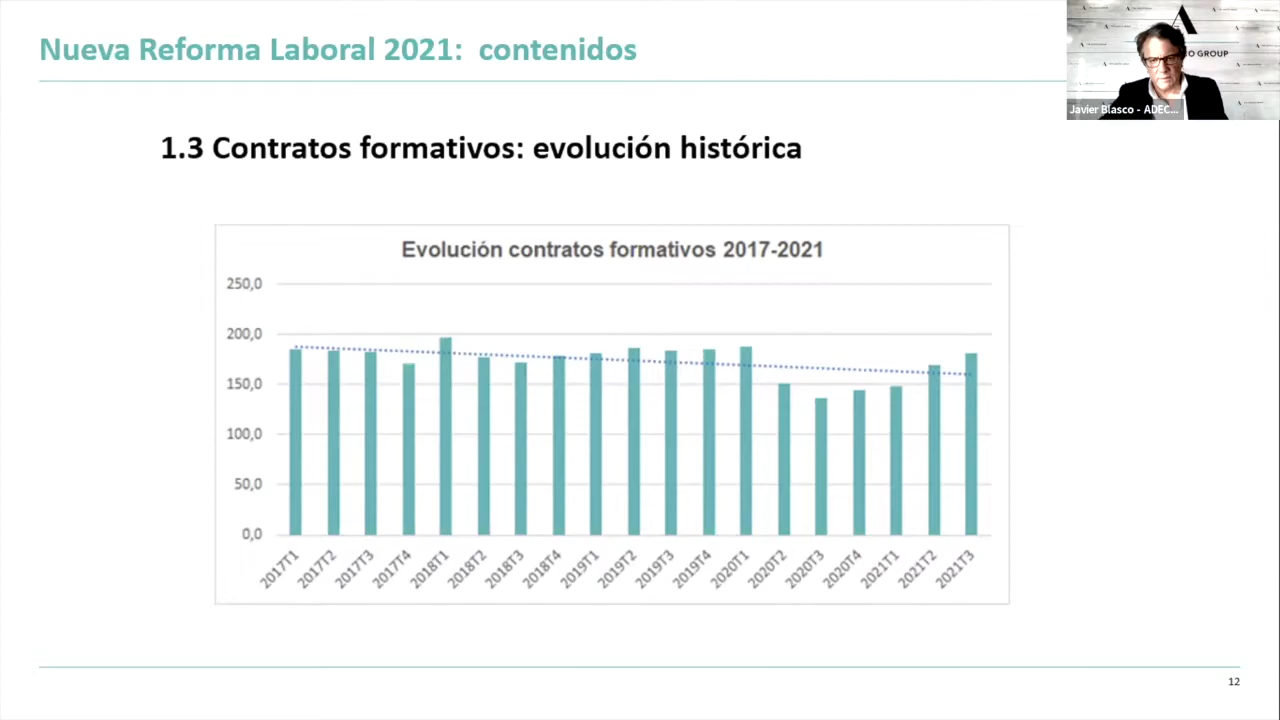 Nueva Reforma Laboral 2021: contenidos
O GROUP
Javier Blasco - ADEC...
1.3 Contratos formativos: evolución histórica
Evolución contratos formativos 2017-2021
250,0
200,0
150,0
100,0
50,0
0,0
2017T1
2017T2
2017T3
2017T4
2018T1
2018T2
2018T3
2018T4
2019T1
2019T2
2019T3
2019T4
2020T1
2020T2
2020T3
2020T4
2021T1
2021T2
2021T3
12